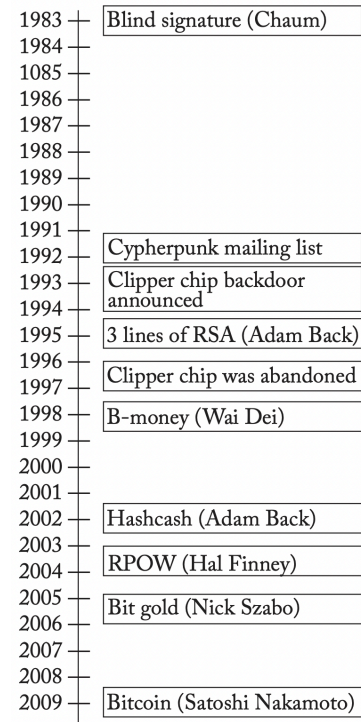 1983 Blind signature (Chaum)
1984
1085
1986
1987
1988
1989
1990
1991
1992 Cypherpunk mailing list
1993 Clipper chip backdoor
announced
1994
1995 3 lines of RSA (Adam Back)
1996
Clipper chip was abandoned
1997
1998 B-money (Wai Dei)
1999
2000
2001
2002 Hashcash (Adam Back)
2003
2004 RPOW (Hal Finney)
2005 Bit gold (Nick Szabo)
2006
2007
2008
2009 Bitcoin (Satoshi Nakamoto)